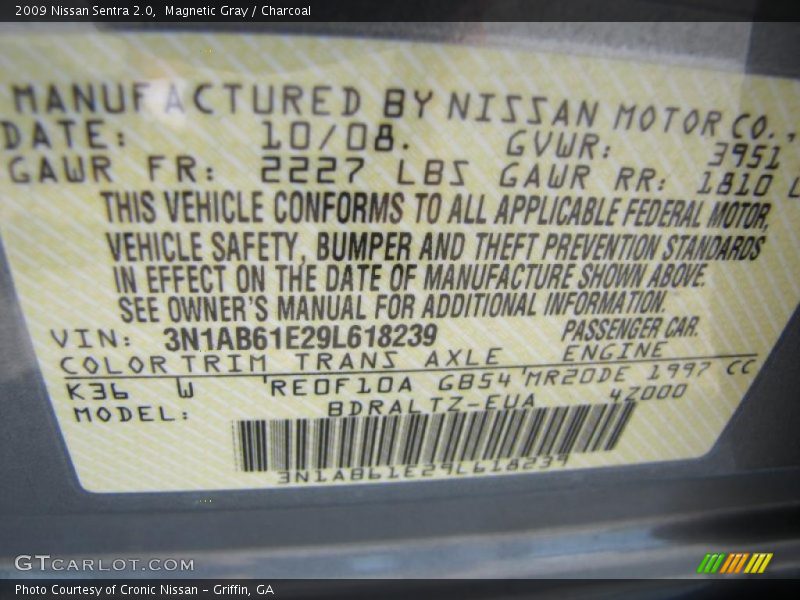 2009 Nissan Sentra 2.0, Magnetic Gray / Charcoal
MANUFACTURED BY NISSAN MOTOR CO.,
DATE: 10/08. GVWR: 3951
GAWR FR: 2227 LBS GAWR RR: 1810 L
THIS VEHICLE CONFORMS TO ALL APPLICABLE FEDERAL MOTOR,
VEHICLE SAFETY, BUMPER AND THEFT PREVENTION STANDARDS
IN EFFECT ON THE DATE OF MANUFACTURE SHOWN ABOVE.
SEE OWNER'S MANUAL FOR ADDITIONAL INFORMATION.
VIN: 3N1AB61E29L618239 PASSENGER CAR.
COLOR TRIM TRANS AXLE ENGINE
K36 W RE0F10A GB54 MR20DE 1997 CC
MODEL: BDRALTZ-EUA 4Z000
3N1AB61E29L618239
GTCARLOT.COM
Photo Courtesy of Cronic Nissan - Griffin, GA